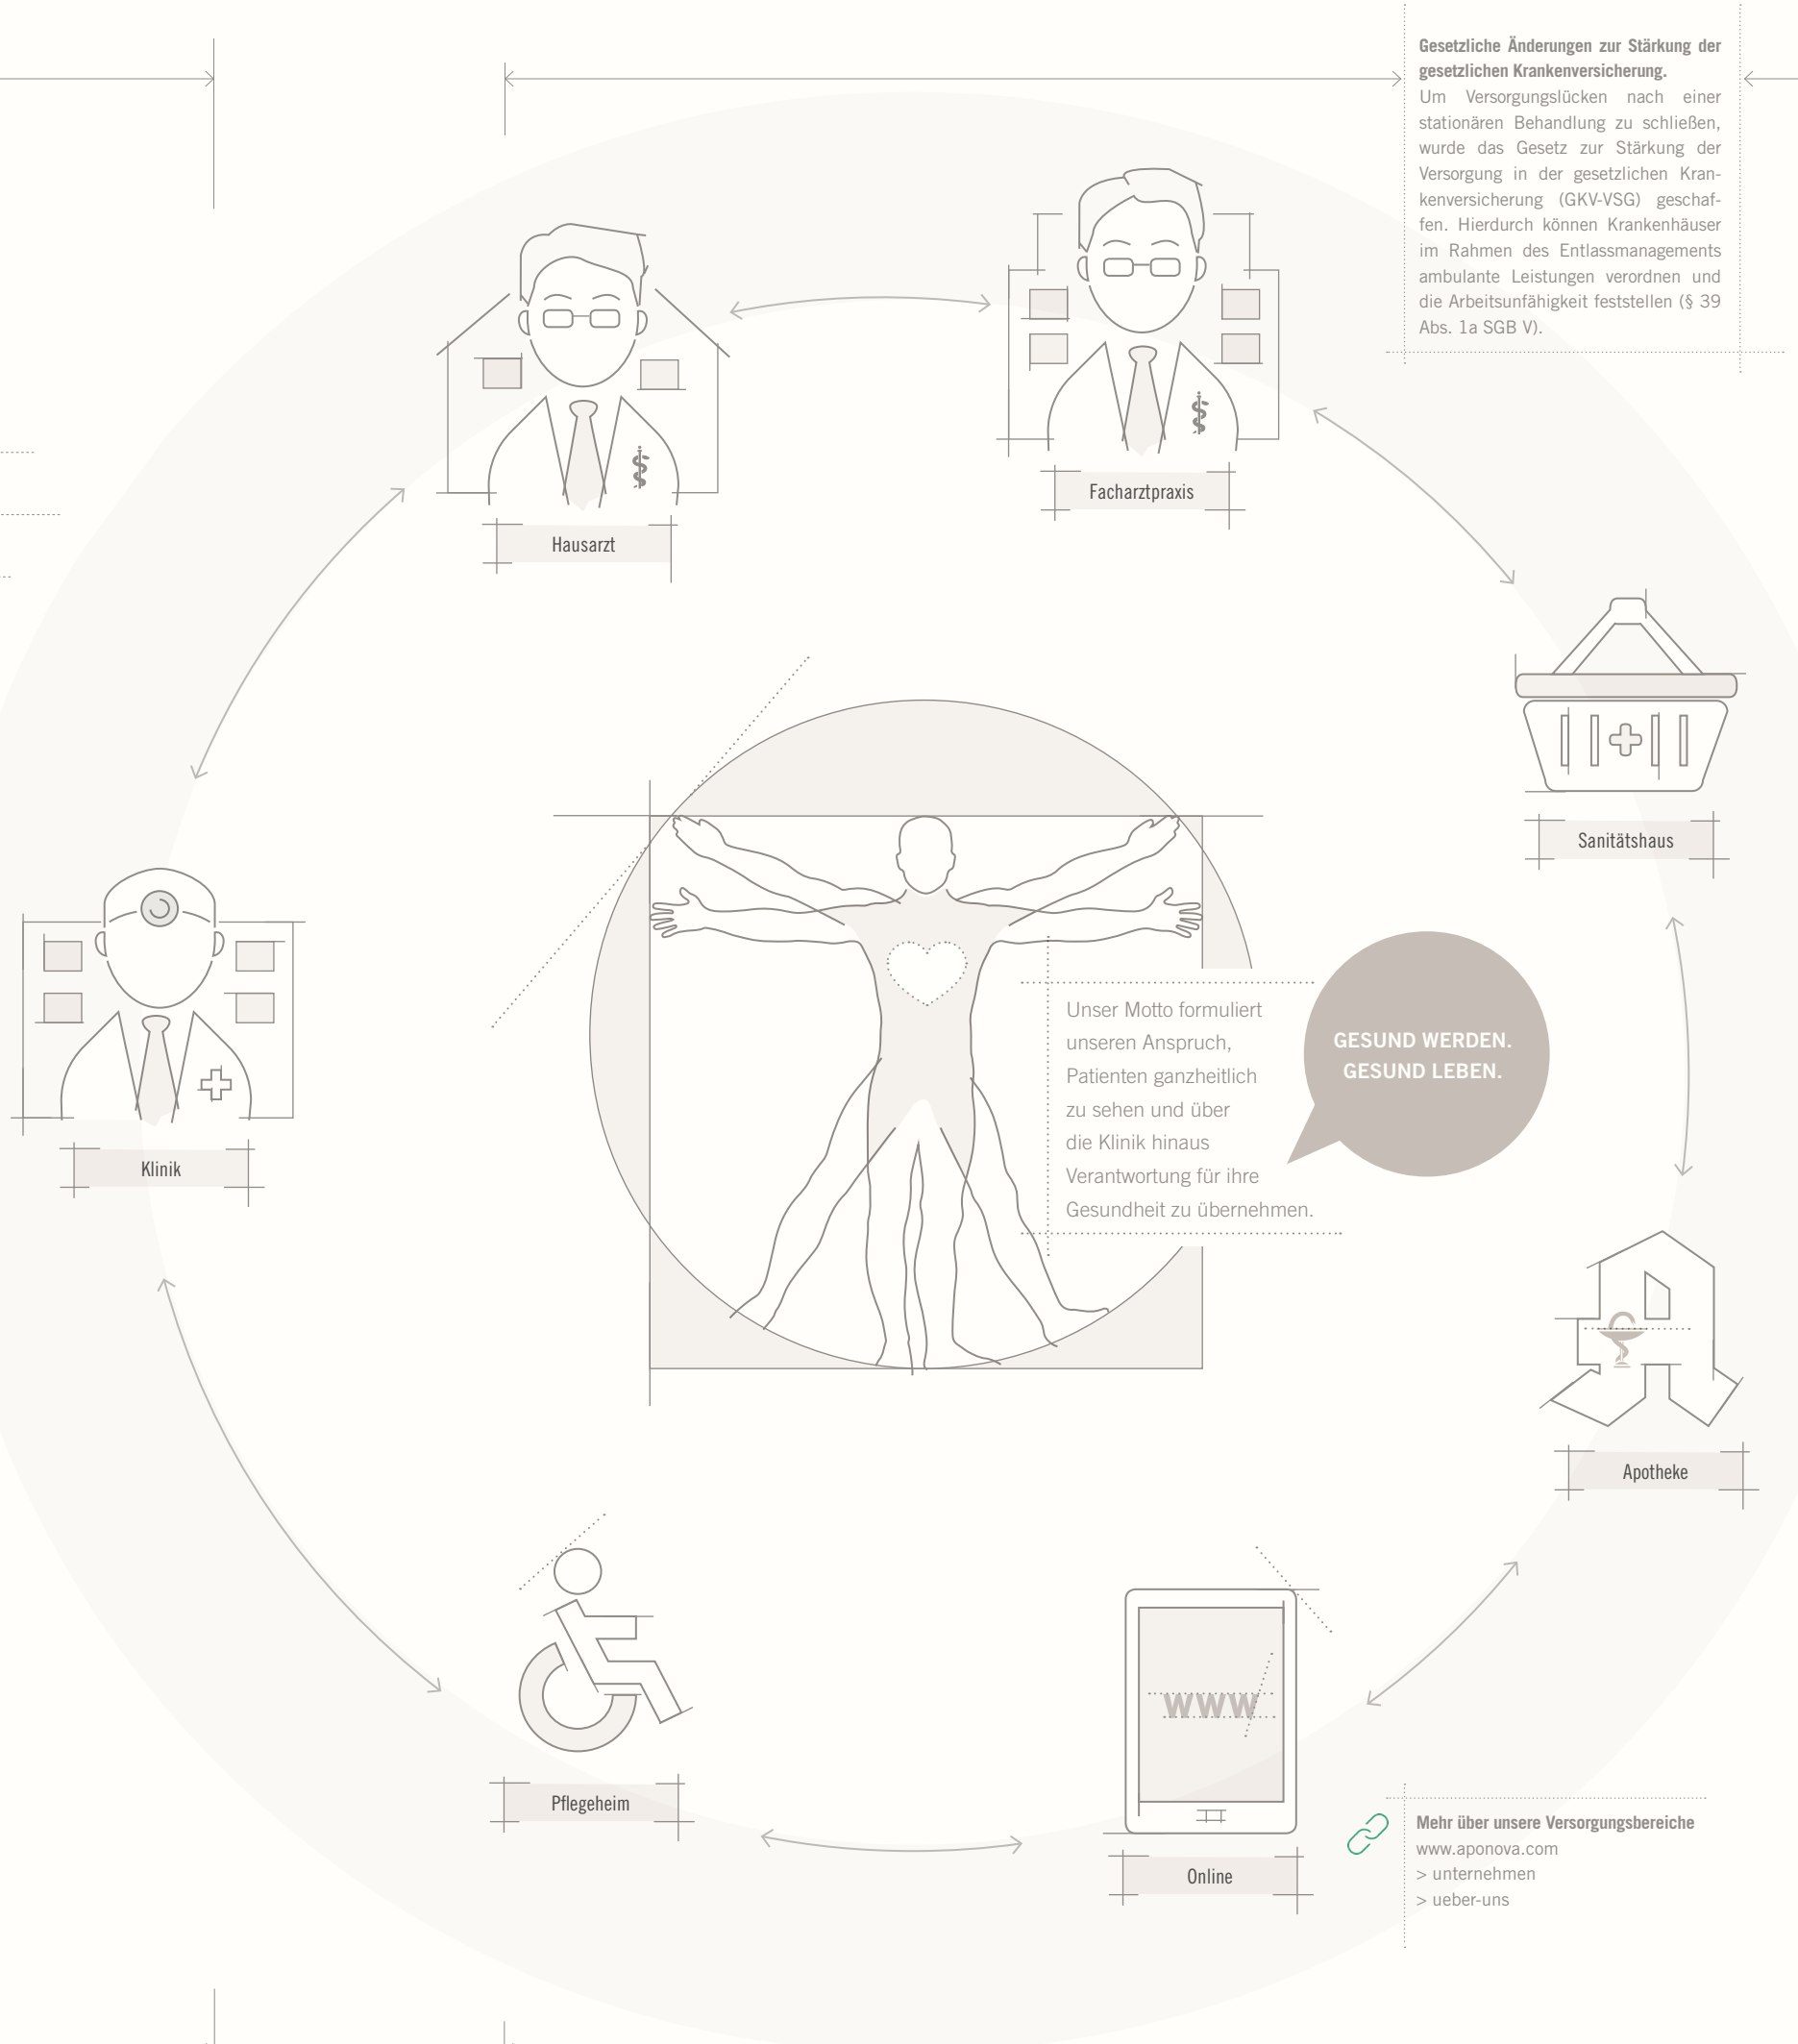 Gesetzliche Änderungen zur Stärkung der
gesetzlichen Krankenversicherung.
Um Versorgungslücken nach einer
stationären Behandlung zu schließen,
wurde das Gesetz zur Stärkung der
Versorgung in der gesetzlichen Kran-
kenversicherung (GKV-VSG) geschaf-
fen. Hierdurch können Krankenhäuser
im Rahmen des Entlassmanagements
ambulante Leistungen verordnen und
die Arbeitsunfähigkeit feststellen (§ 39
Abs. 1a SGB V).
Facharztpraxis
Hausarzt
Sanitätshaus
Unser Motto formuliert
unseren Anspruch,
Patienten ganzheitlich
zu sehen und über
die Klinik hinaus
Verantwortung für ihre
Gesundheit zu übernehmen.
GESUND WERDEN.
GESUND LEBEN.
Klinik
Apotheke
www
Pflegeheim
Online
Mehr über unsere Versorgungsbereiche
www.aponova.com
> unternehmen
> ueber-uns